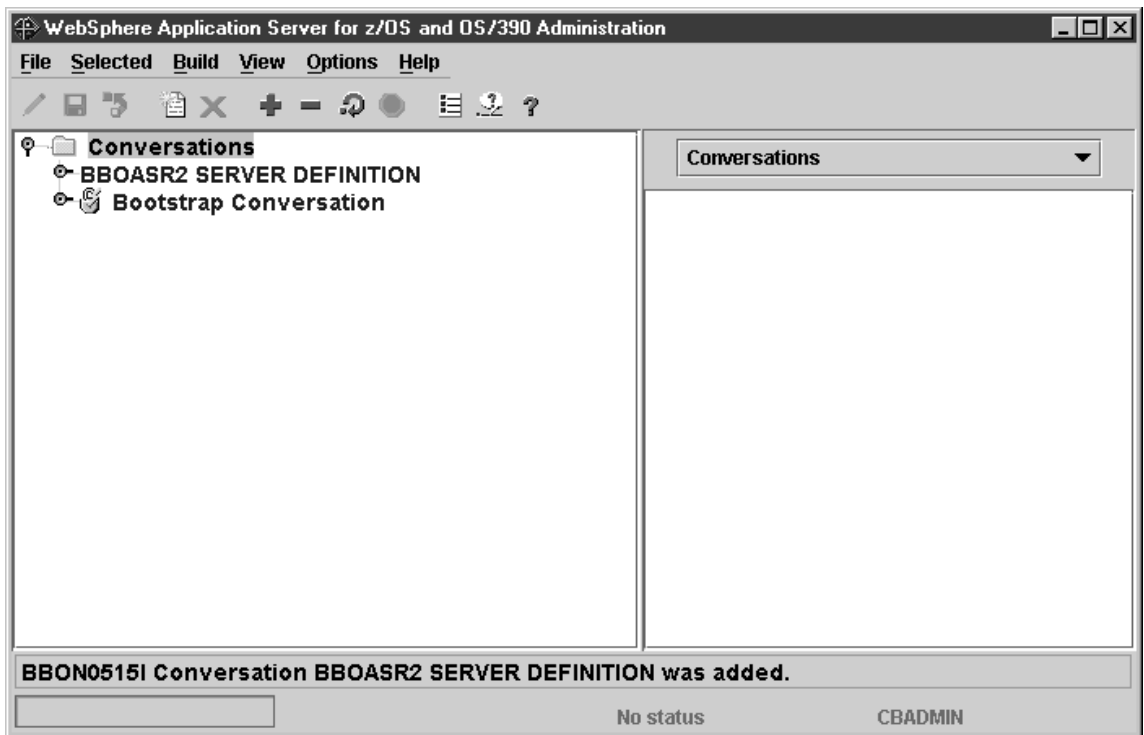 WebSphere Application Server for z/OS and OS/390 Administration
File Selected Build View Options Help
Conversations
BBOASR2 SERVER DEFINITION
Bootstrap Conversation
Conversations
BBON0515I Conversation BBOASR2 SERVER DEFINITION was added.
No status CBADMIN